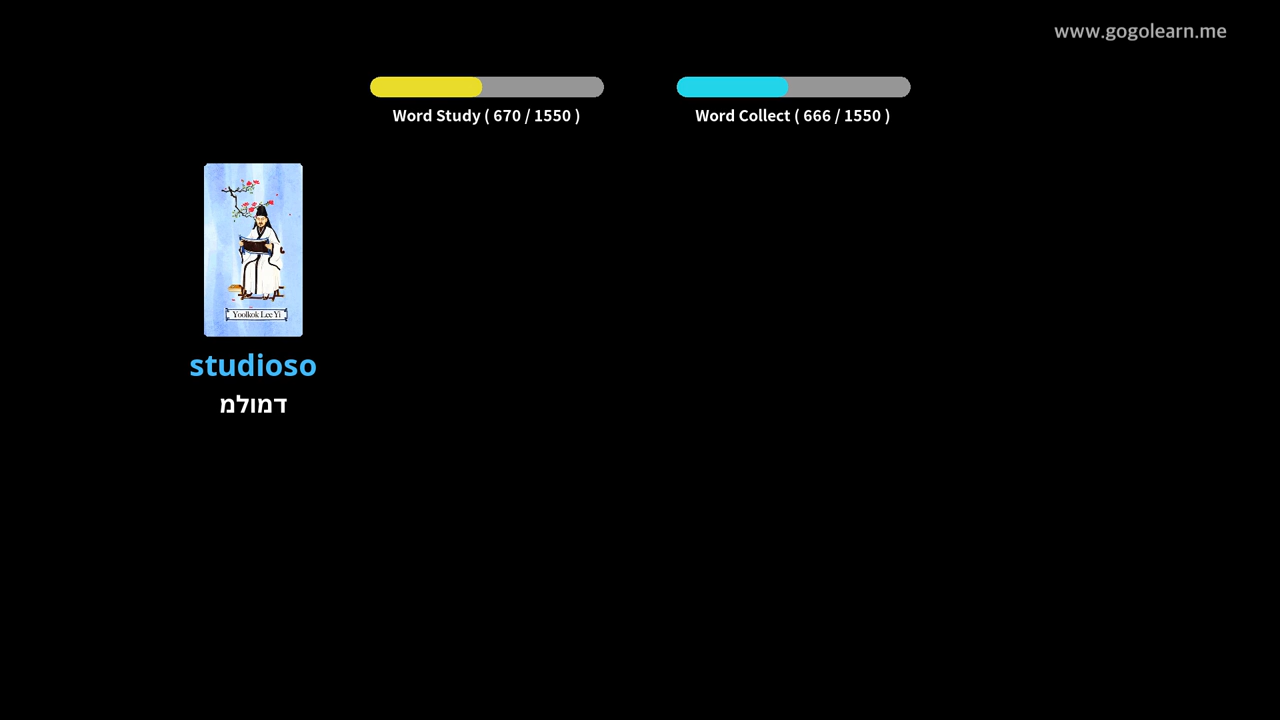 www.gogolearn.me
Word Study ( 670 / 1550 )
Word Collect ( 666 / 1550 )
Yoolkok Lee Yi
studioso
דמולמ